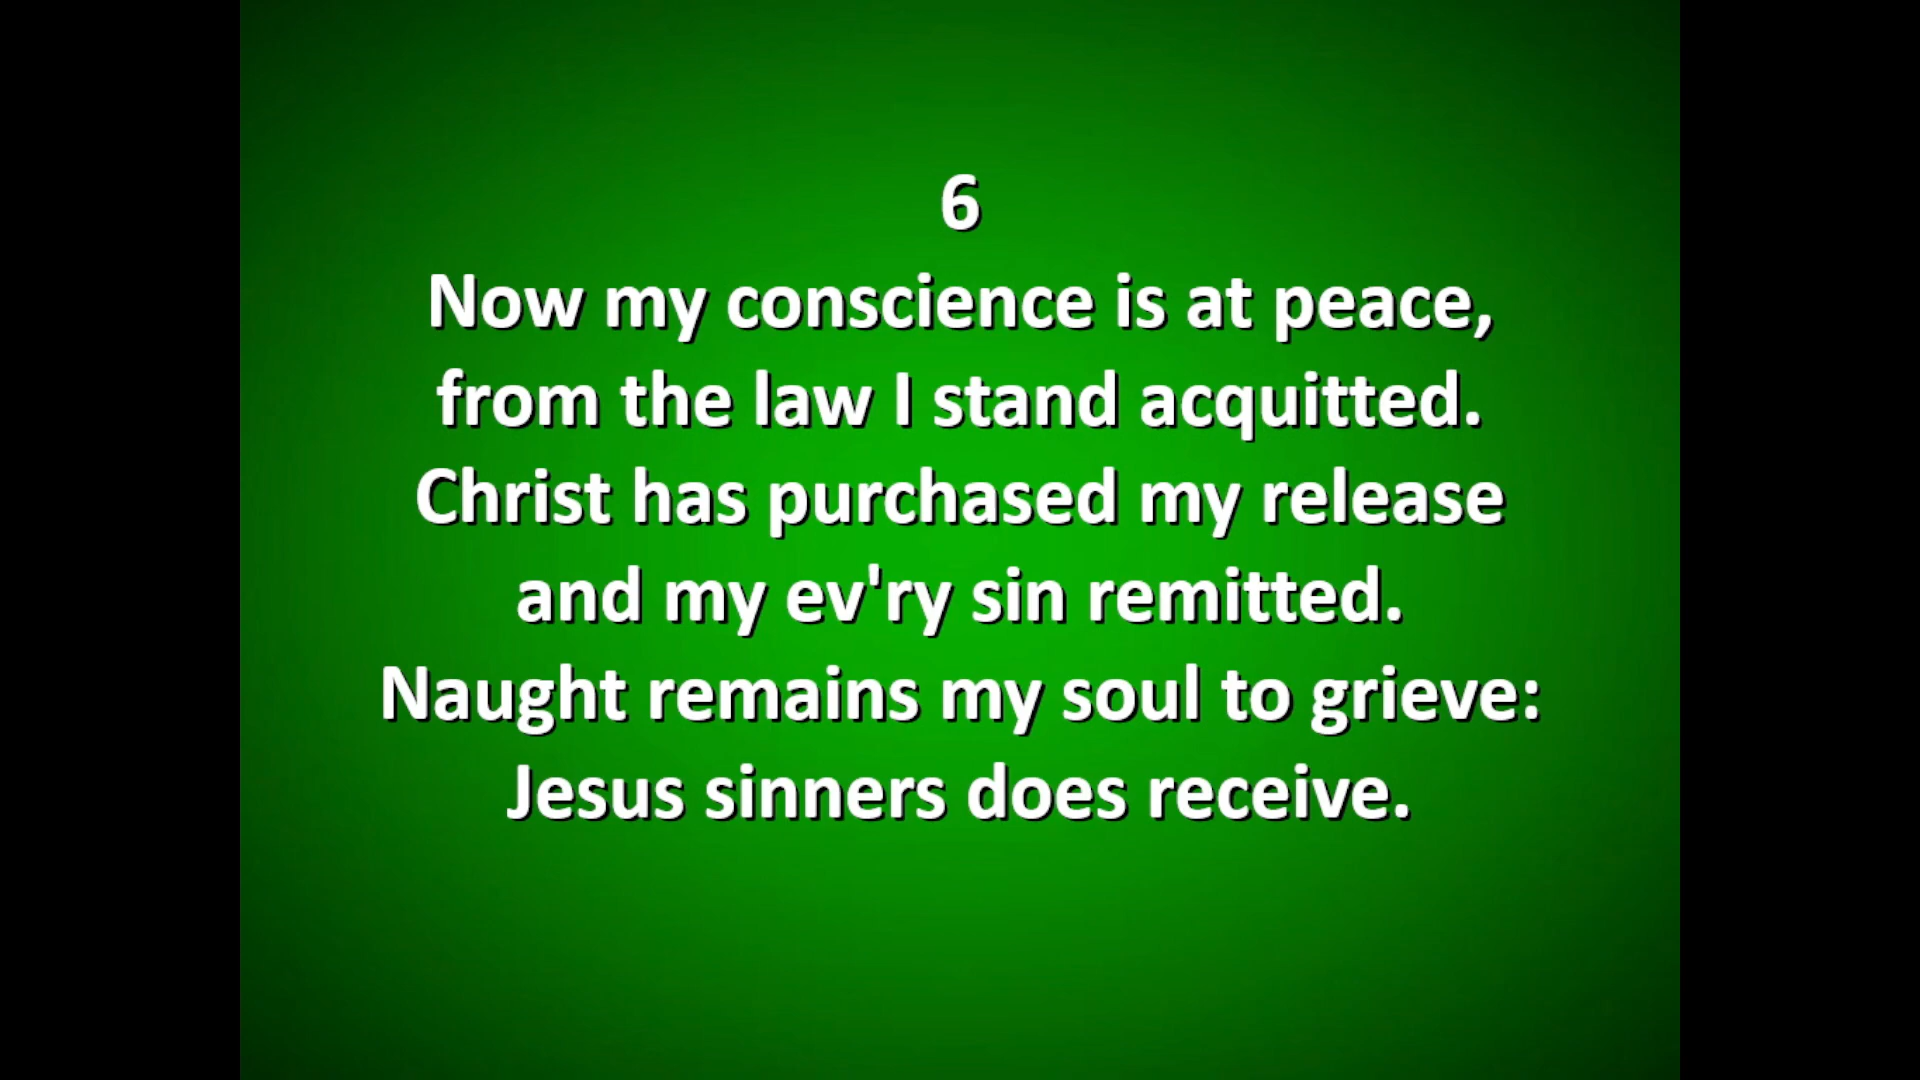 6
Now my conscience is at peace,
from the law I stand acquitted.
Christ has purchased my release
and my ev'ry sin remitted.
Naught remains my soul to grieve:
Jesus sinners does receive.